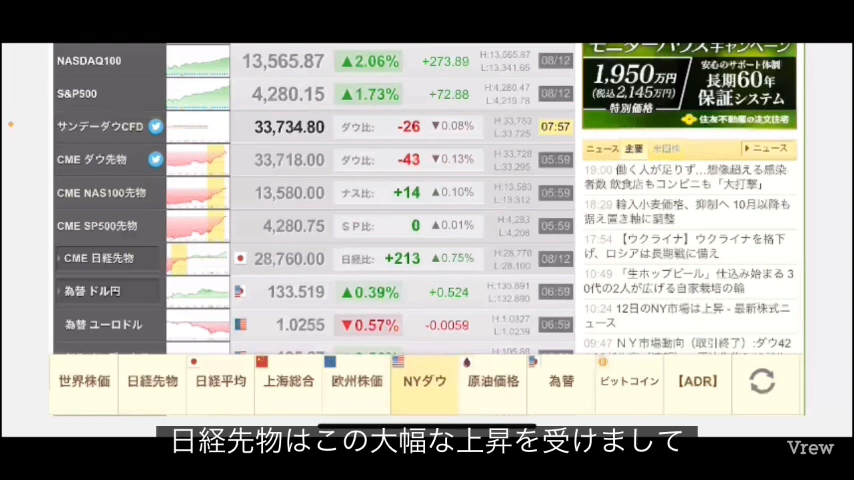 NASDAQ100 13,565.87 ▲2.06% +273.89 H:13,565.87 L:13,341.65 08/12
S&P500 4,280.15 ▲1.73% +72.88 H:4,280.47 L:4,219.78 08/12
サンデーダウCFD 33,734.80 ダウ比: -26 ▼0.08% H:33,783 L:33,725 07:57
CME ダウ先物 33,718.00 ダウ比: -43 ▼0.13% H:33,728 L:33,295 05:59
CME NAS100先物 13,580.00 ナス比: +14 ▲0.10% H:13,583 L:13,312 05:59
CME SP500先物 4,280.75 SP比: 0 ▲0.01% H:4,283 L:4,208 05:59
CME 日経先物 28,760.00 日経比: +213 ▲0.75% H:28,770 L:28,100 08/12
為替 ドル円 133.519 ▲0.39% +0.524 H:133.891 L:132.890 06:59
為替 ユーロドル 1.0255 ▼0.57% -0.0059 H:1.0327 L:1.0239 06:59
モニターハウスキャンペーン
1,950万円
(税込2,145万円)
特別価格
安心のサポート体制
長期60年
保証システム
住友不動産の注文住宅
ニュース 主要 米国株 ニュース
19:00 働く人が足りず…想像超える感染
者数 飲食店もコンビニも「大打撃」
18:29 輸入小麦価格、抑制へ 10月以降も
据え置き軸に調整
17:54 【ウクライナ】ウクライナを格下
げ、ロシアは長期戦に備え
10:49 「生ホップビール」仕込み始まる 3
0代の2人が広げる自家栽培の輪
10:24 12日のNY市場は上昇 - 最新株式ニ
ュース
09:47 NY市場動向（取引終了）:ダウ42
世界株価 日経先物 日経平均 上海総合 欧州株価 NYダウ 原油価格 為替 ビットコイン 【ADR】
日経先物はこの大幅な上昇を受けまして
Vrew